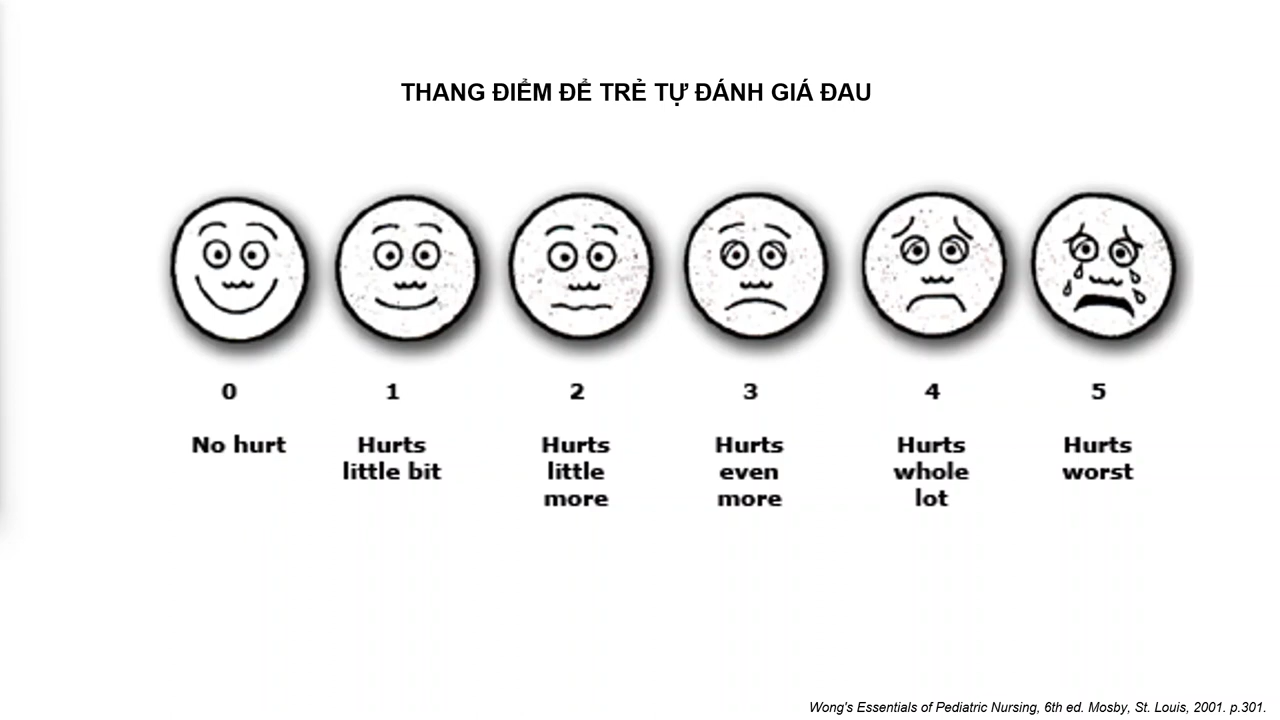 THANG ĐIỂM ĐỂ TRẺ TỰ ĐÁNH GIÁ ĐAU
0 1 2 3 4 5
No hurt Hurts Hurts Hurts Hurts Hurts
little bit little even whole worst
more more lot
Wong's Essentials of Pediatric Nursing, 6th ed. Mosby, St. Louis, 2001. p.301.